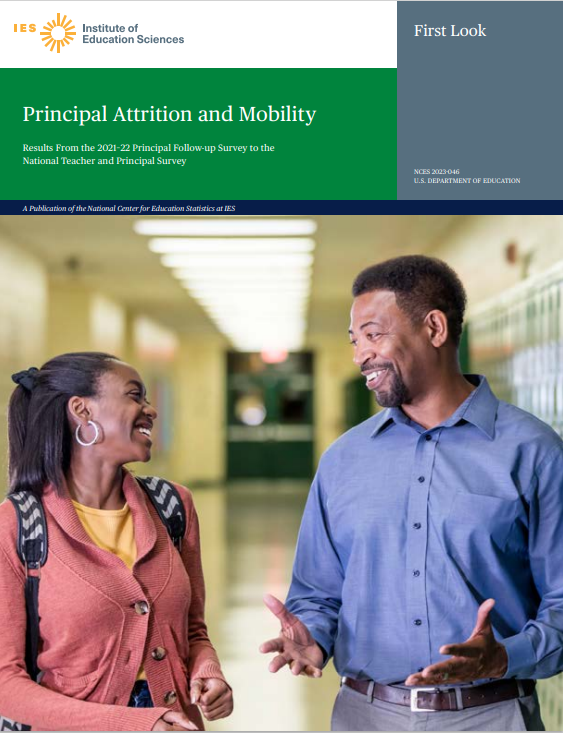 IES
Institute of
Education Sciences
First Look
Principal Attrition and Mobility
Results From the 2021–22 Principal Follow-up Survey to the
National Teacher and Principal Survey
NCES 2023-046
U.S. DEPARTMENT OF EDUCATION
A Publication of the National Center for Education Statistics at IES